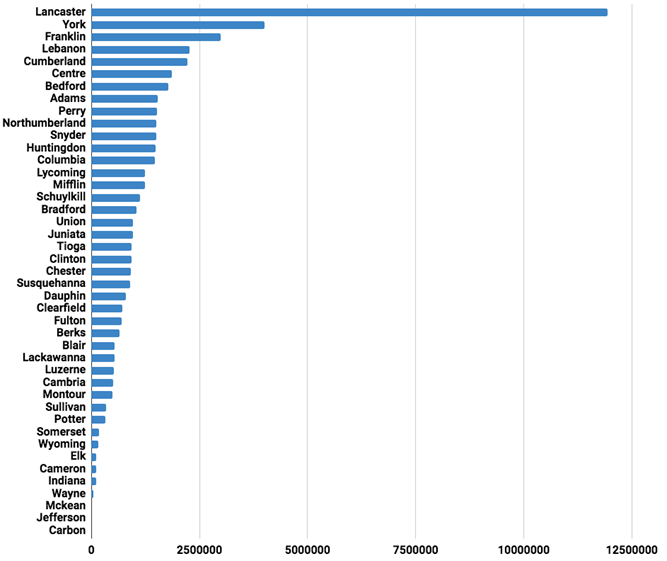 Lancaster
York
Franklin
Lebanon
Cumberland
Centre
Bedford
Adams
Perry
Northumberland
Snyder
Huntingdon
Columbia
Lycoming
Mifflin
Schuylkill
Bradford
Union
Juniata
Tioga
Clinton
Chester
Susquehanna
Dauphin
Clearfield
Fulton
Berks
Blair
Lackawanna
Luzerne
Cambria
Montour
Sullivan
Potter
Somerset
Wyoming
Elk
Cameron
Indiana
Wayne
Mckean
Jefferson
Carbon
0 2500000 5000000 7500000 10000000 12500000